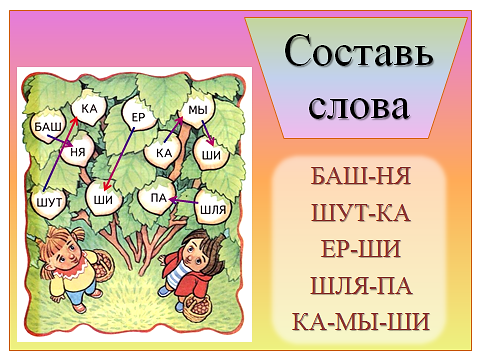 Составь
слова
КА
ЕР
МЫ
БАШ
НЯ
КА
ШИ
ШУТ
ШИ
ПА
ШЛЯ
БАШ-НЯ
ШУТ-КА
ЕР-ШИ
ШЛЯ-ПА
КА-МЫ-ШИ